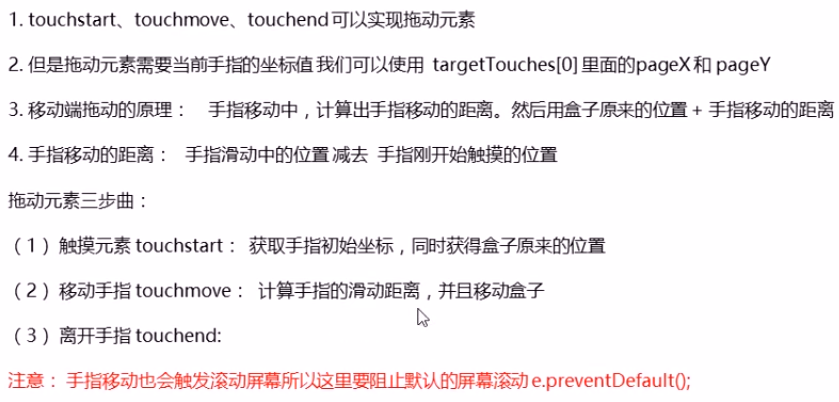 1. touchstart、touchmove、touchend 可以实现拖动元素
2. 但是拖动元素需要当前手指的坐标值 我们可以使用 targetTouches[0] 里面的pageX 和 pageY
3. 移动端拖动的原理： 手指移动中，计算出手指移动的距离。然后用盒子原来的位置 + 手指移动的距离
4. 手指移动的距离： 手指滑动中的位置 减去 手指刚开始触摸的位置
拖动元素三步曲：
（1）触摸元素 touchstart： 获取手指初始坐标，同时获得盒子原来的位置
（2）移动手指 touchmove： 计算手指的滑动距离，并且移动盒子
（3）离开手指 touchend:
注意： 手指移动也会触发滚动屏幕所以这里要阻止默认的屏幕滚动 e.preventDefault();